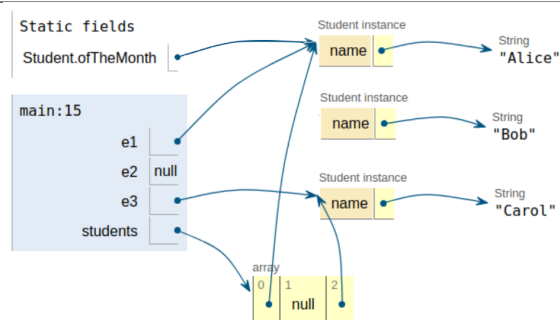 Static fields
Student.ofTheMonth
main:15
e1
e2 null
e3
students
Student instance
name
String
"Alice"
Student instance
name
String
"Bob"
Student instance
name
String
"Carol"
array
0 1 2
null